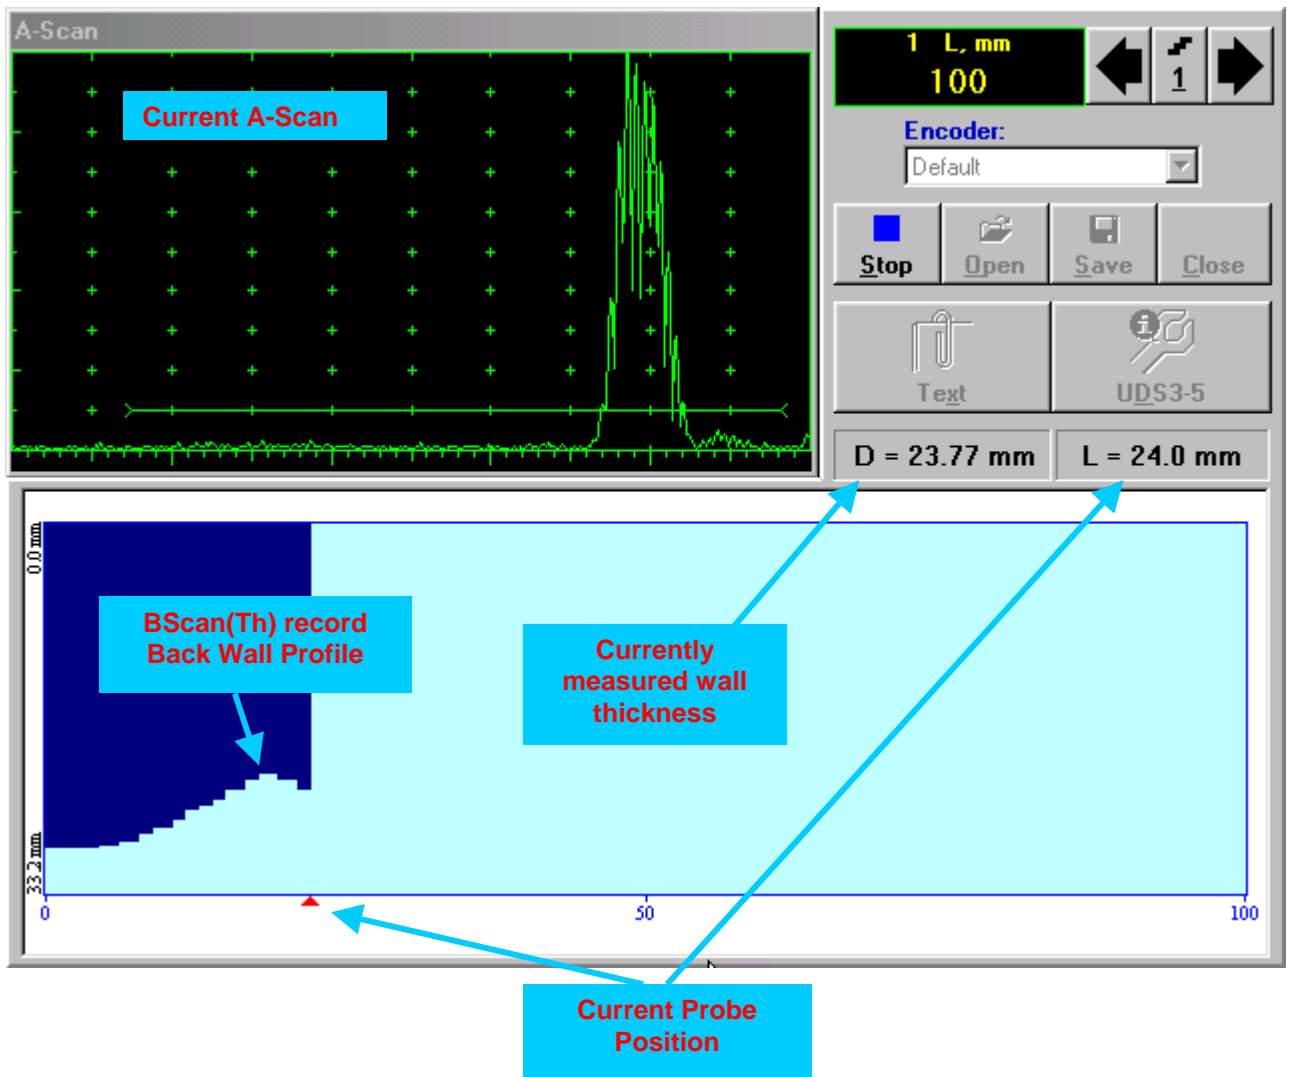 A-Scan
Current A-Scan
1 L, mm
100
1
Encoder:
Default
Stop
Open
Save
Close
Text
UDS3-5
D = 23.77 mm
L = 24.0 mm
0.0 mm
BScan(Th) record
Back Wall Profile
Currently
measured wall
thickness
33.2 mm
0
50
100
Current Probe
Position